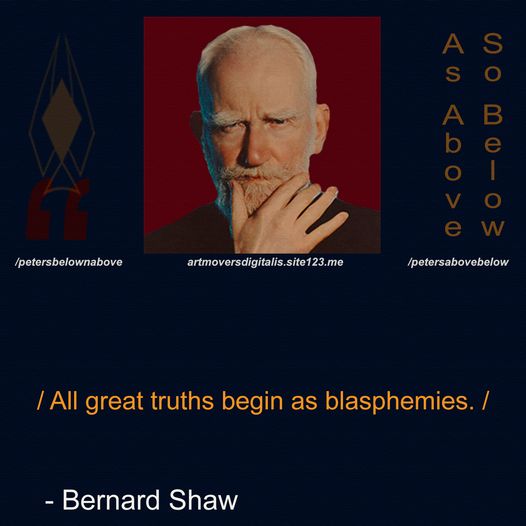 As Above
So Below
/petersbelownabove
artmoversdigitalis.site123.me
/petersabovebelow
/ All great truths begin as blasphemies. /
- Bernard Shaw